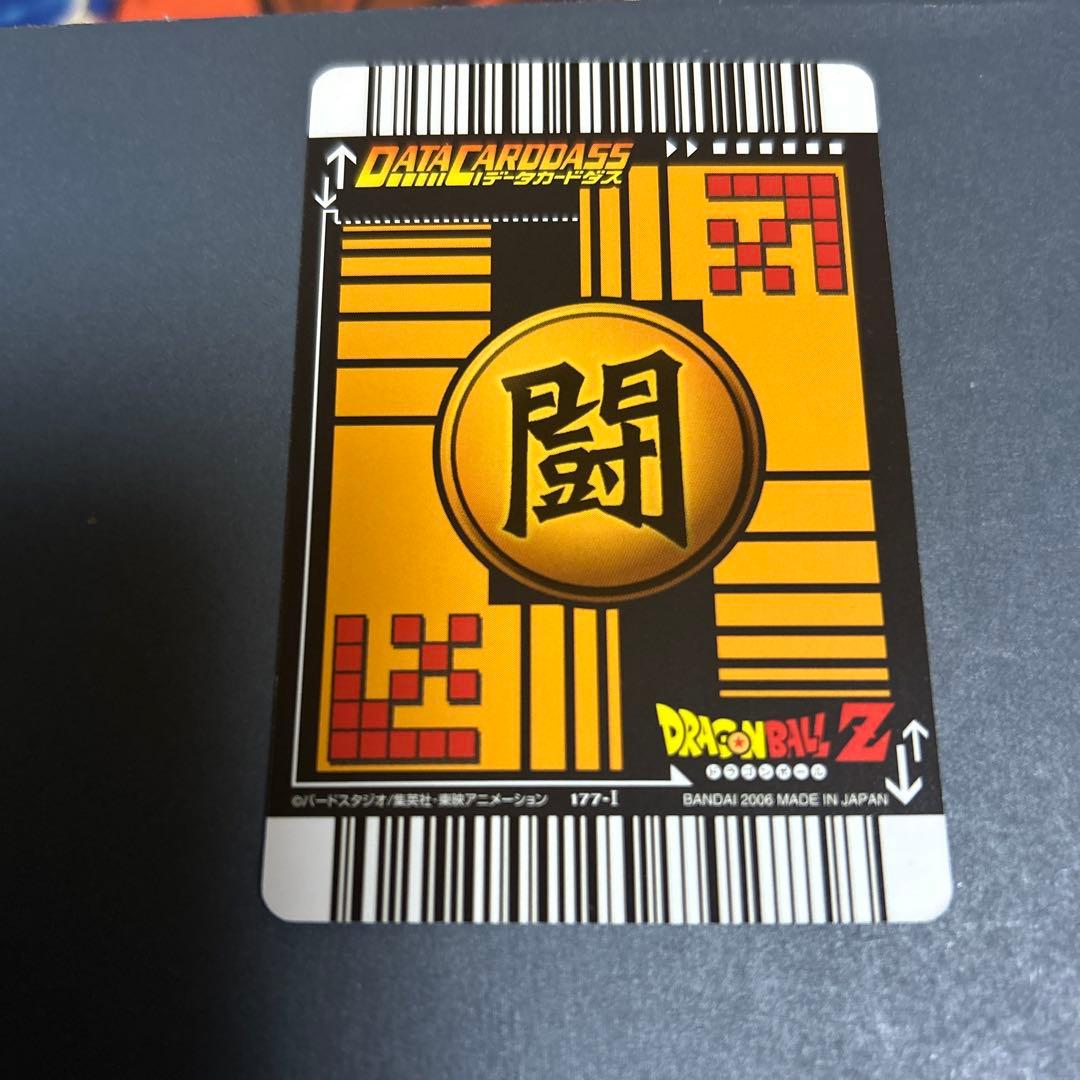 DATA CARDDASS
データカードダス
闘
DRAGONBALL Z
ドラゴンボール
©バードスタジオ/集英社・東映アニメーション 177-I BANDAI 2006 MADE IN JAPAN